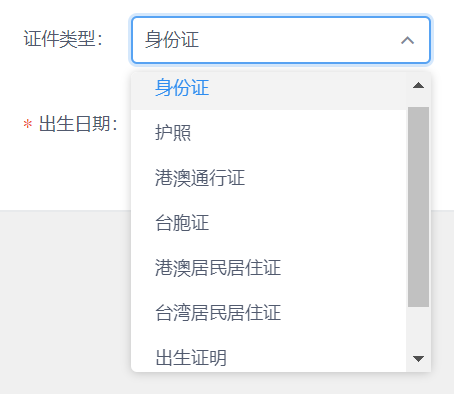 证件类型： 身份证
身份证
* 出生日期：
护照
港澳通行证
台胞证
港澳居民居住证
台湾居民居住证
出生证明